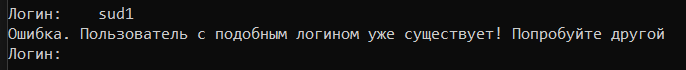 Логин:    sud1
Ошибка. Пользователь с подобным логином уже существует! Попробуйте другой
Логин: